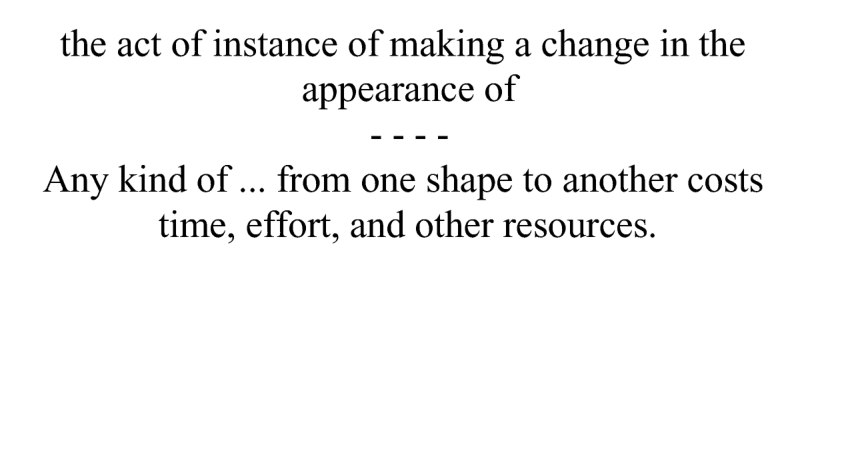 the act of instance of making a change in the
appearance of
- - - -
Any kind of ... from one shape to another costs
time, effort, and other resources.